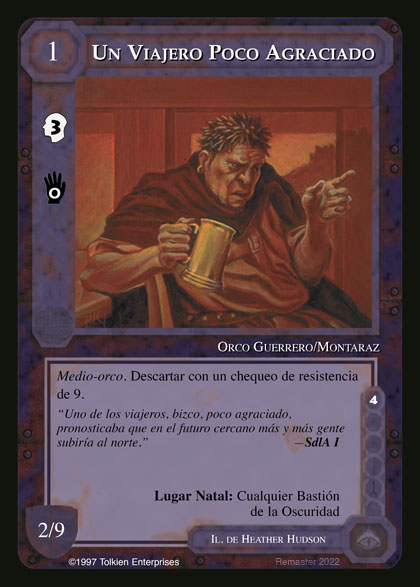 1
UN VIAJERO POCO AGRACIADO
3
0
ORCO GUERRERO/MONTARAZ
Medio-orco. Descartar con un chequeo de resistencia
de 9.
4
“Uno de los viajeros, bizco, poco agraciado,
pronosticaba que en el futuro cercano más y más gente
subiría al norte.” —SdlA I
Lugar Natal: Cualquier Bastión
de la Oscuridad
2/9
IL. DE HEATHER HUDSON
©1997 Tolkien Enterprises
Remaster 2022